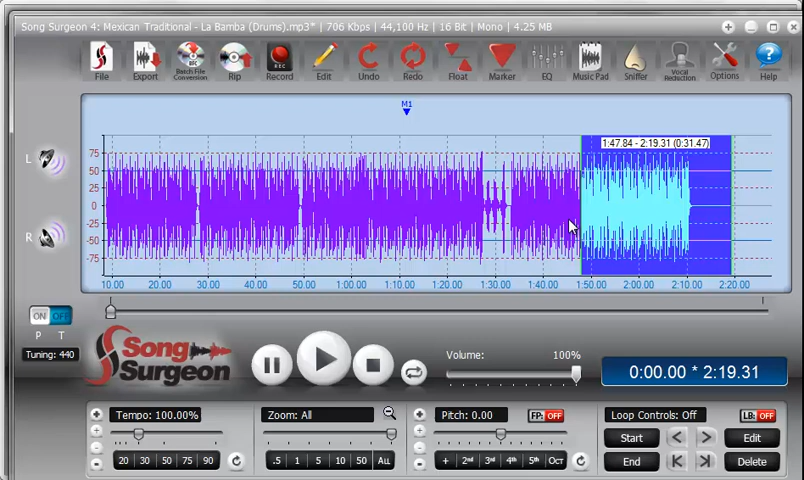 Song Surgeon 4: Mexican Traditional - La Bamba (Drums).mp3* | 706 Kbps | 44,100 Hz | 16 Bit | Mono | 4.25 MB
File Export Batch File Conversion Rip Record Edit Undo Redo Float Marker EQ Music Pad Sniffer Vocal Reduction Options Help
REC
M1
1:47.84 - 2:19.31 (0:31.47)
L
R
75
50
25
0
-25
-50
-75
10.00 20.00 30.00 40.00 50.00 1:00.00 1:10.00 1:20.00 1:30.00 1:40.00 1:50.00 2:00.00 2:10.00 2:20.00
ON OFF
P T
Tuning: 440
Song
Surgeon
Volume: 100%
0:00.00 * 2:19.31
Tempo: 100.00%
20 30 50 75 90
Zoom: All
.5 1 5 10 50 ALL
Pitch: 0.00 FP: OFF
+ 2nd 3rd 4th 5th Oct
Loop Controls: Off LB: OFF
Start < > Edit
End Delete